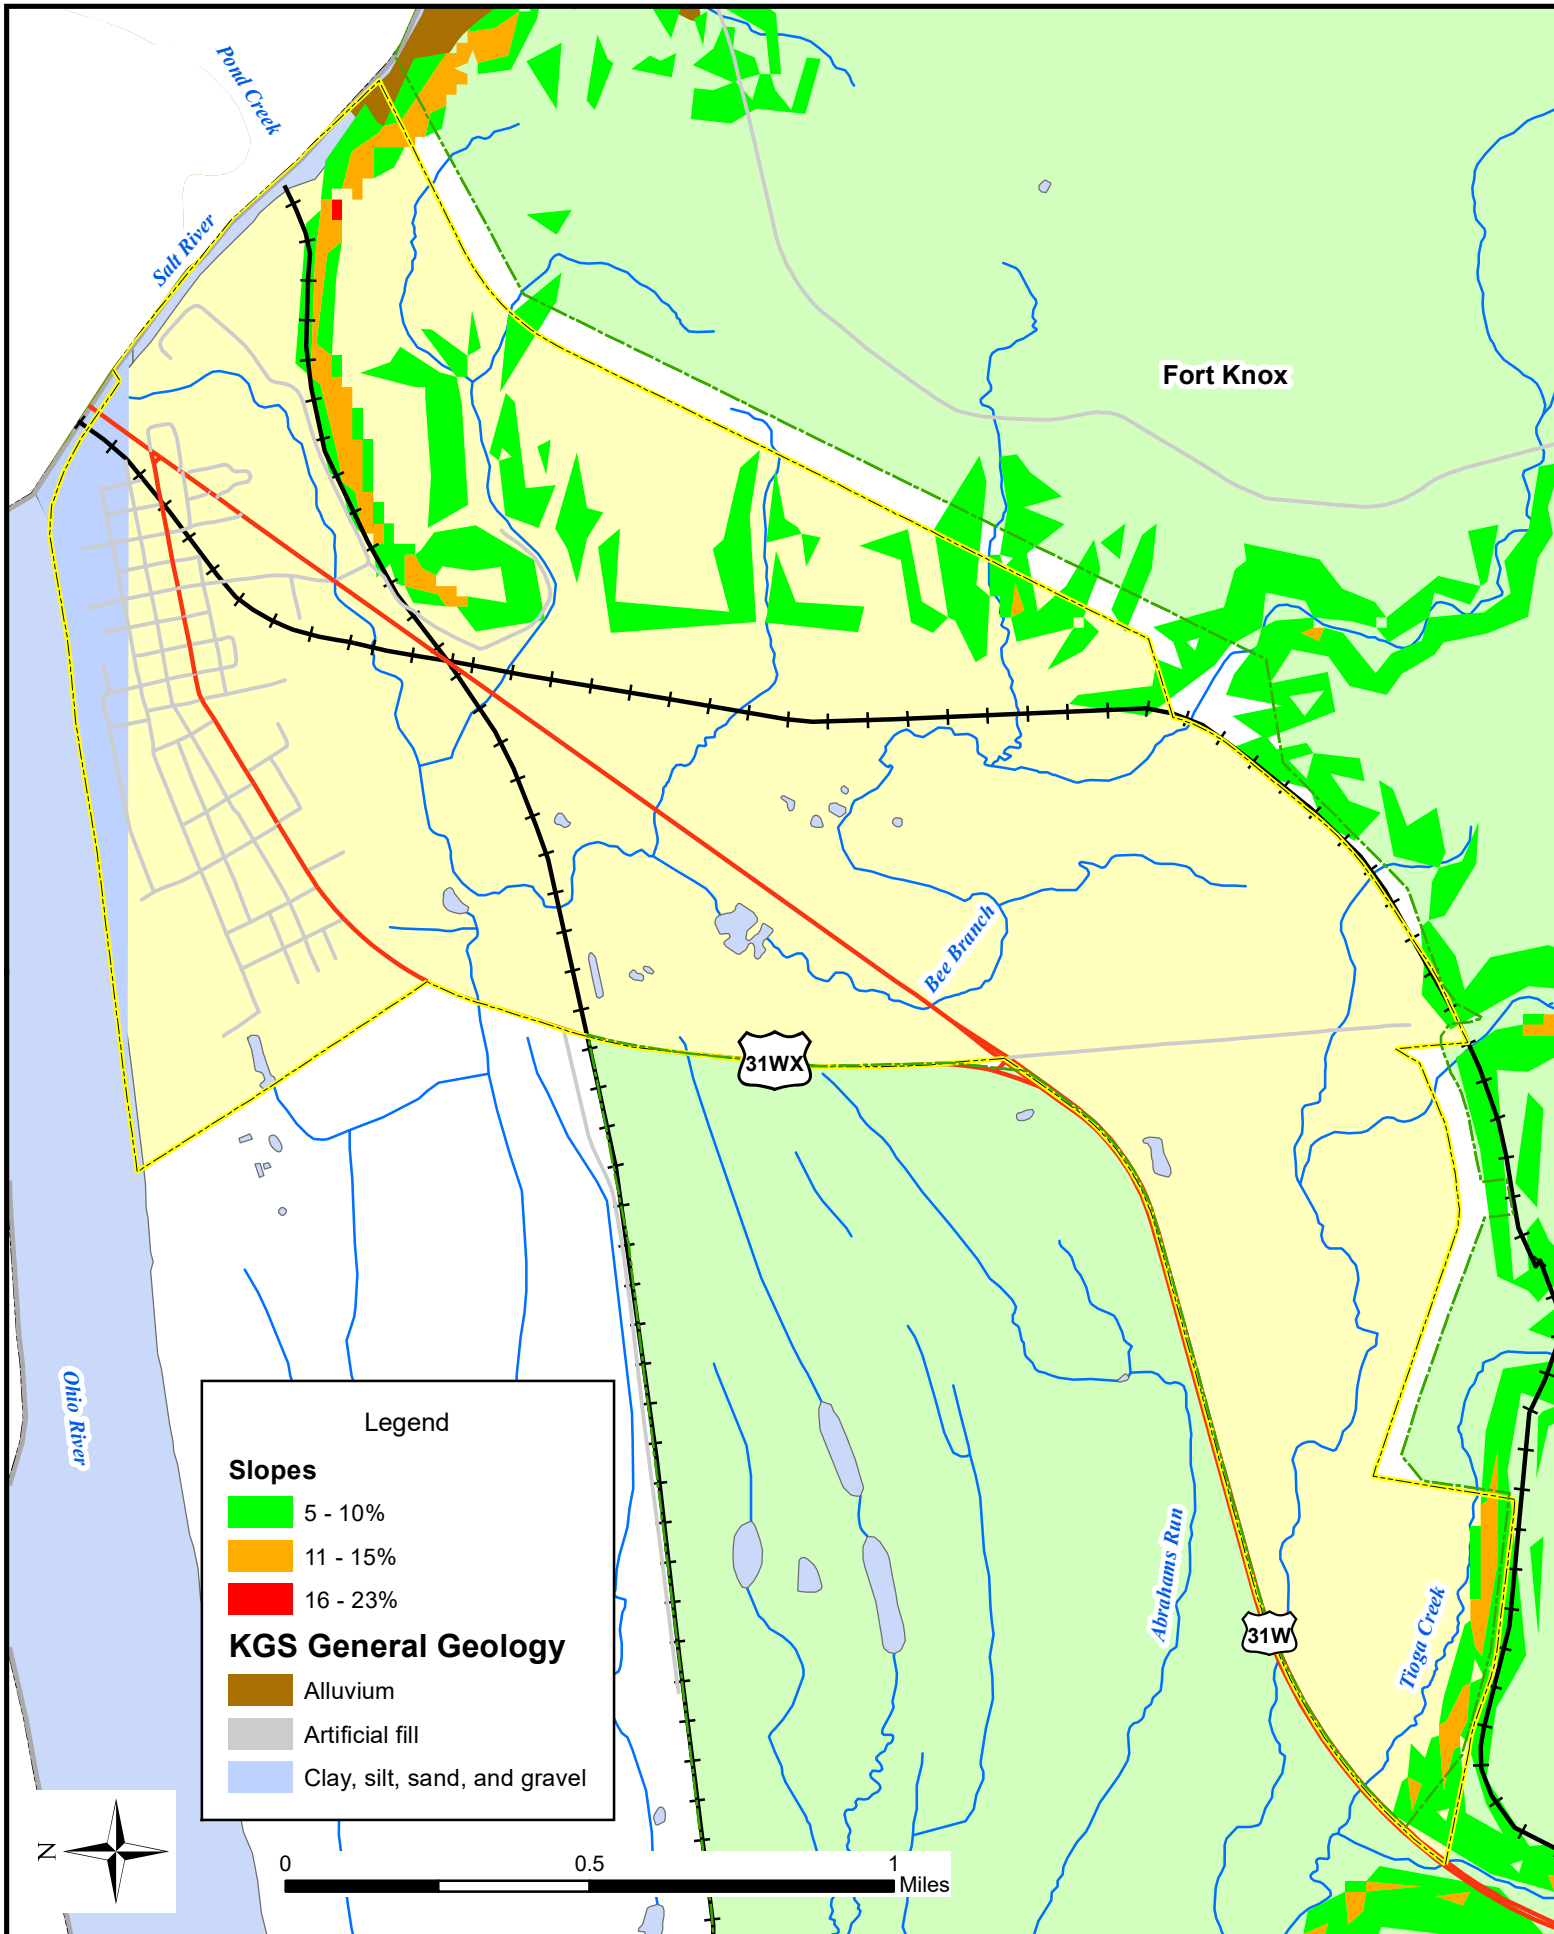 Pond Creek
Salt River
Fort Knox
Bee Branch
31WX
Ohio River
Abrahams Run
31W
Tioga Creek
Legend
Slopes
5 - 10%
11 - 15%
16 - 23%
KGS General Geology
Alluvium
Artificial fill
Clay, silt, sand, and gravel
N
0 0.5 1
Miles